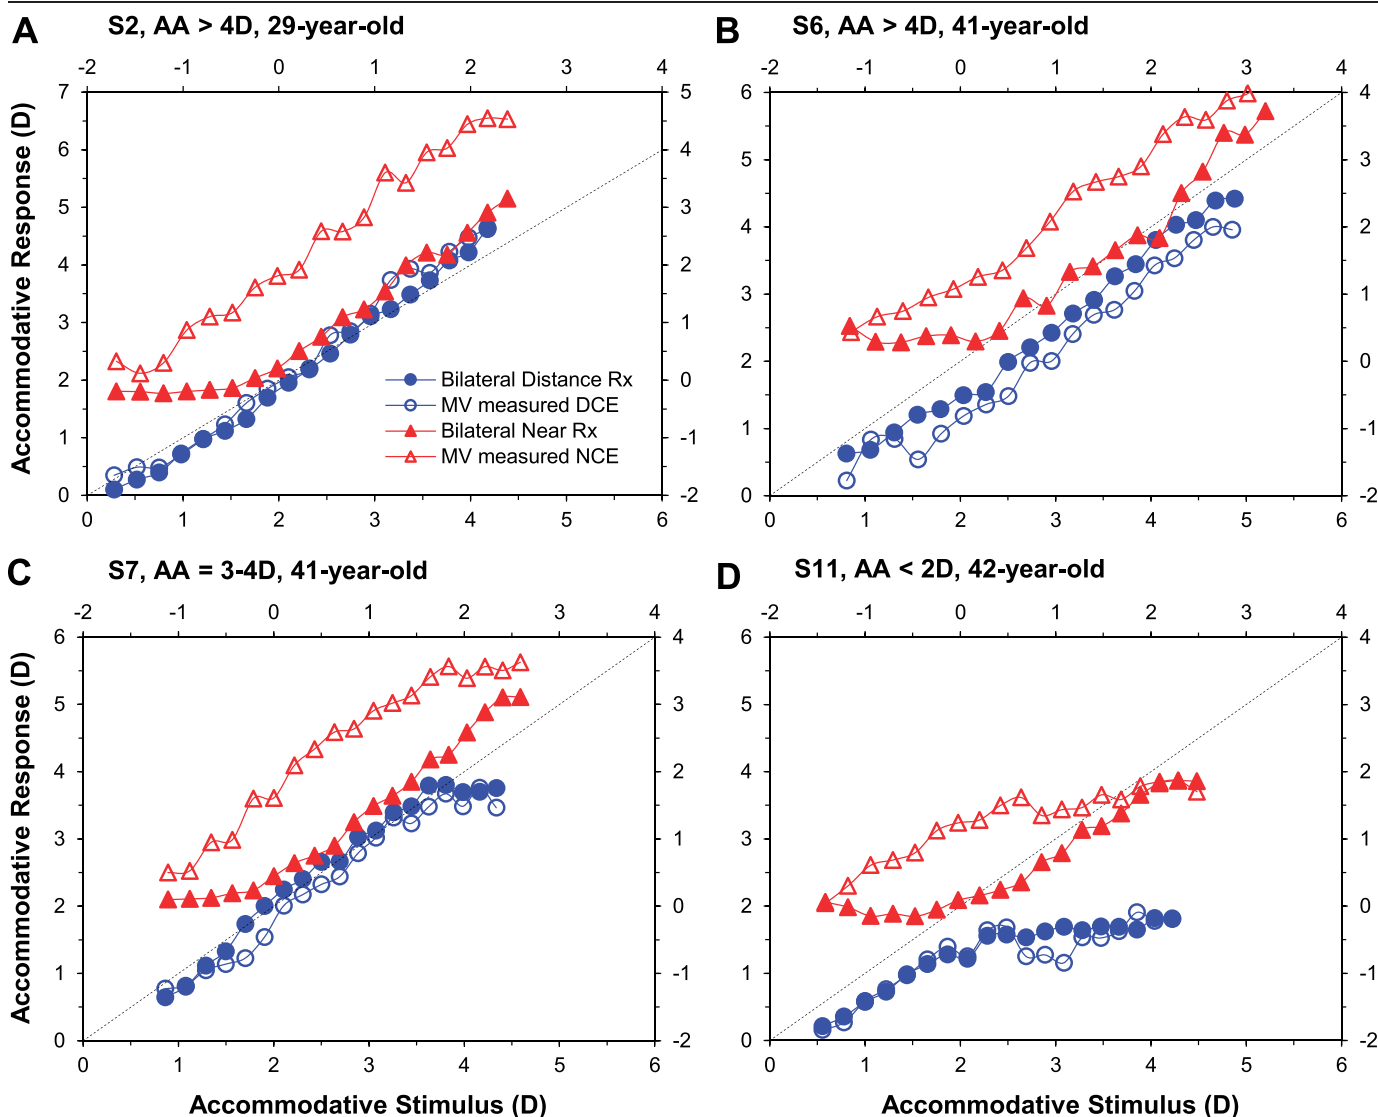 A
S2, AA > 4D, 29-year-old
-2 -1 0 1 2 3 4
7 6 5 4 3 2 1 0
Accommodative Response (D)
5 4 3 2 1 0 -1 -2
Bilateral Distance Rx
MV measured DCE
Bilateral Near Rx
MV measured NCE
0 1 2 3 4 5 6
B
S6, AA > 4D, 41-year-old
-2 -1 0 1 2 3 4
6 5 4 3 2 1 0
4 3 2 1 0 -1 -2
0 1 2 3 4 5 6
C
S7, AA = 3-4D, 41-year-old
-2 -1 0 1 2 3 4
6 5 4 3 2 1 0
Accommodative Response (D)
4 3 2 1 0 -1 -2
0 1 2 3 4 5 6
Accommodative Stimulus (D)
D
S11, AA < 2D, 42-year-old
-2 -1 0 1 2 3 4
6 5 4 3 2 1 0
4 3 2 1 0 -1 -2
0 1 2 3 4 5 6
Accommodative Stimulus (D)